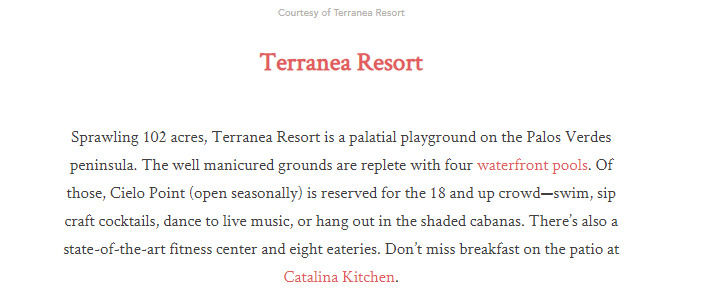 Courtesy of Terranea Resort
Terranea Resort
Sprawling 102 acres, Terranea Resort is a palatial playground on the Palos Verdes
peninsula. The well manicured grounds are replete with four waterfront pools. Of
those, Cielo Point (open seasonally) is reserved for the 18 and up crowd—swim, sip
craft cocktails, dance to live music, or hang out in the shaded cabanas. There’s also a
state-of-the-art fitness center and eight eateries. Don’t miss breakfast on the patio at
Catalina Kitchen.